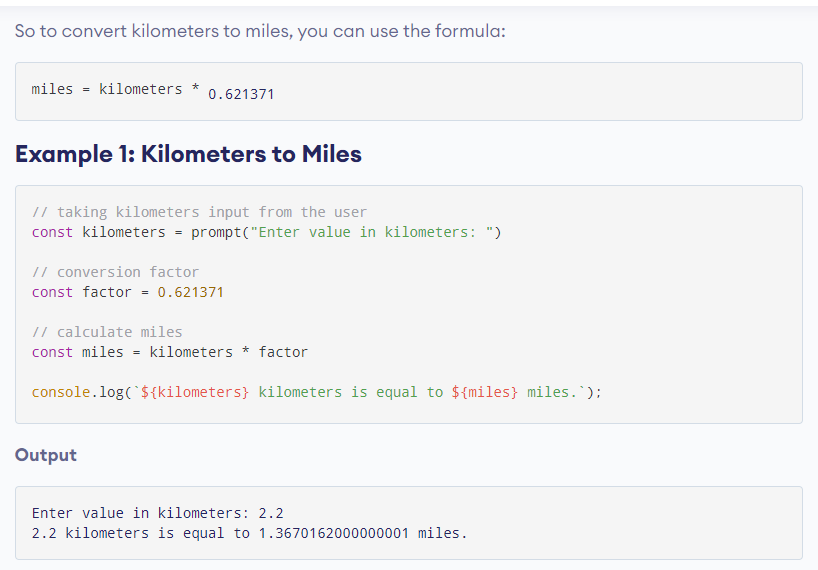 So to convert kilometers to miles, you can use the formula:
miles = kilometers * 0.621371
Example 1: Kilometers to Miles
// taking kilometers input from the user
const kilometers = prompt("Enter value in kilometers: ")
// conversion factor
const factor = 0.621371
// calculate miles
const miles = kilometers * factor
console.log(`${kilometers} kilometers is equal to ${miles} miles.`);
Output
Enter value in kilometers: 2.2
2.2 kilometers is equal to 1.3670162000000001 miles.